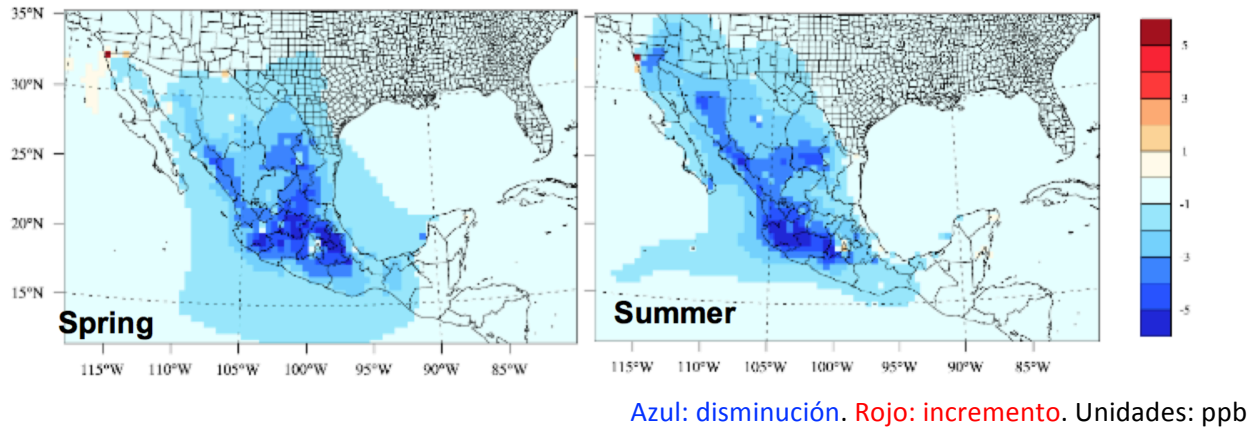 35°N
30°N
25°N
20°N
15°N
Spring
115°W 110°W 105°W 100°W 95°W 90°W 85°W
Summer
115°W 110°W 105°W 100°W 95°W 90°W 85°W
5
3
1
-1
-3
-5
Azul: disminución. Rojo: incremento. Unidades: ppb